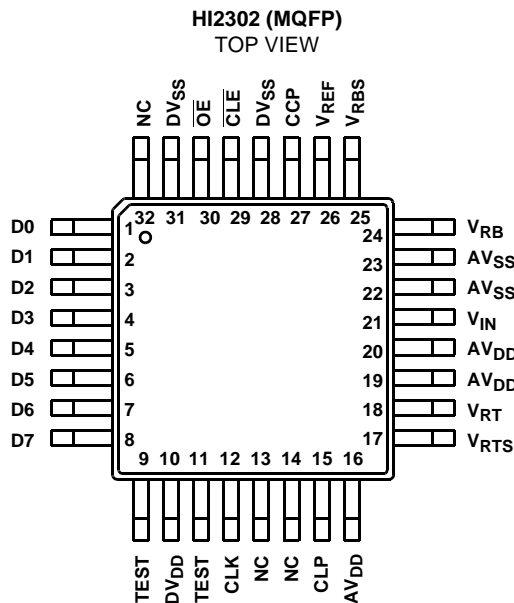 HI2302 (MQFP)
TOP VIEW
NC
DVSS
OE
CLE
DVSS
CCP
VREF
VRBS
32 31 30 29 28 27 26 25
D0 1
D1 2
D2 3
D3 4
D4 5
D5 6
D6 7
D7 8
24 VRB
23 AVSS
22 AVSS
21 VIN
20 AVDD
19 AVDD
18 VRT
17 VRTS
9 10 11 12 13 14 15 16
TEST
DVDD
TEST
CLK
NC
NC
CLP
AVDD